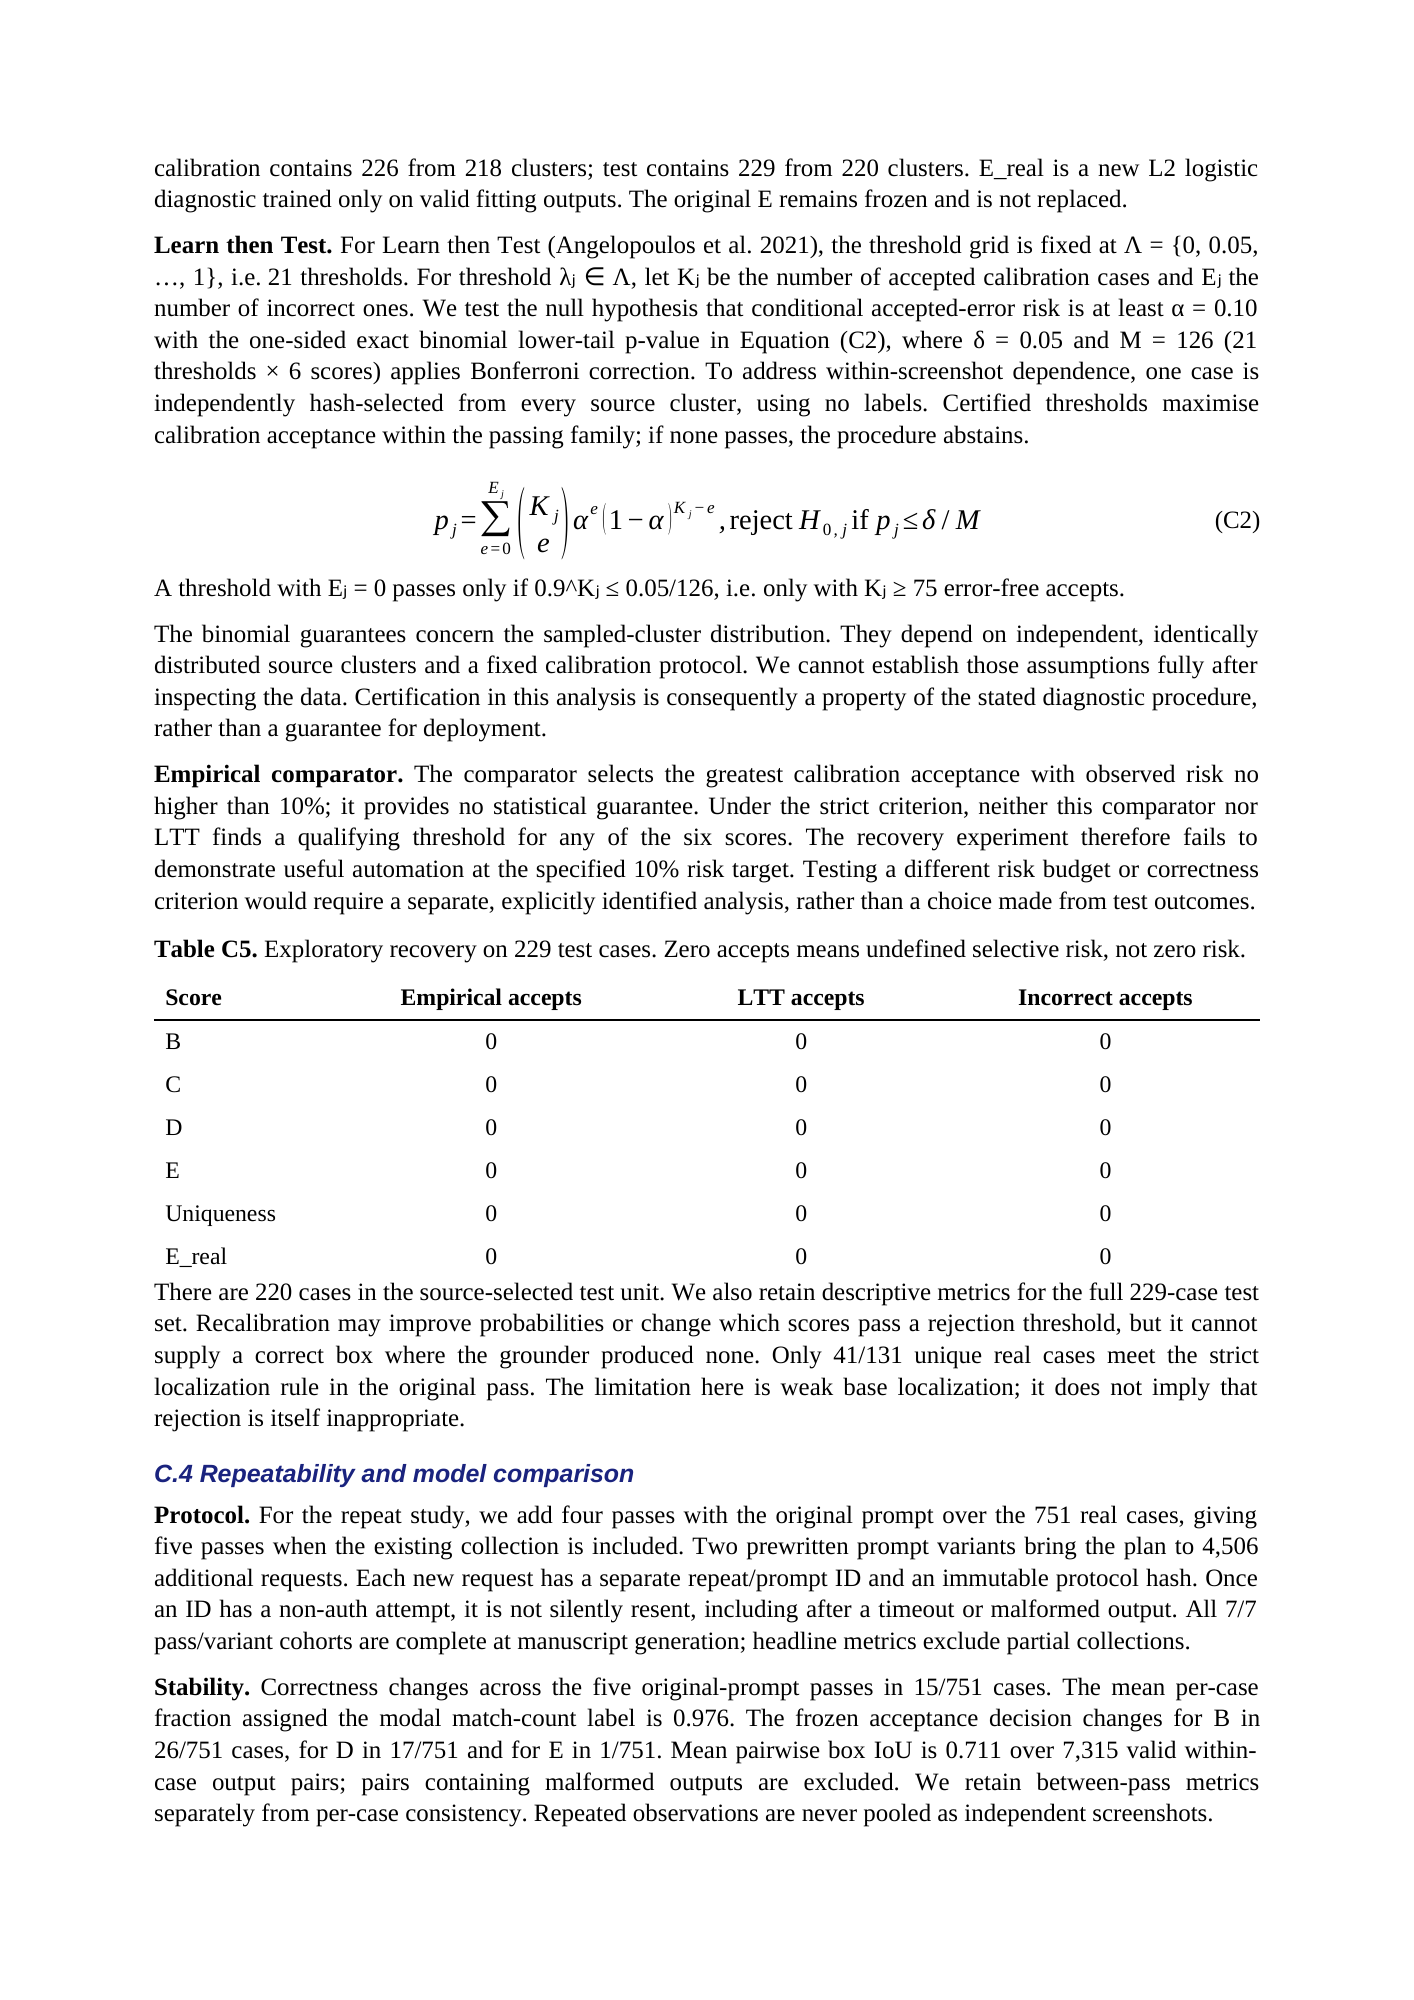 calibration contains 226 from 218 clusters; test contains 229 from 220 clusters. E_real is a new L2 logistic
diagnostic trained only on valid fitting outputs. The original E remains frozen and is not replaced.
Learn then Test. For Learn then Test (Angelopoulos et al. 2021), the threshold grid is fixed at Λ = {0, 0.05,
…, 1}, i.e. 21 thresholds. For threshold λⱼ ∈ Λ, let Kⱼ be the number of accepted calibration cases and Eⱼ the
number of incorrect ones. We test the null hypothesis that conditional accepted-error risk is at least α = 0.10
with the one-sided exact binomial lower-tail p-value in Equation (C2), where δ = 0.05 and M = 126 (21
thresholds × 6 scores) applies Bonferroni correction. To address within-screenshot dependence, one case is
independently hash-selected from every source cluster, using no labels. Certified thresholds maximise
calibration acceptance within the passing family; if none passes, the procedure abstains.
p_j = ∑_{e=0}^{E_j} (K_j e) α^e (1 − α)^{K_j − e}, reject H_{0,j} if p_j ≤ δ / M (C2)
A threshold with Eⱼ = 0 passes only if 0.9^Kⱼ ≤ 0.05/126, i.e. only with Kⱼ ≥ 75 error-free accepts.
The binomial guarantees concern the sampled-cluster distribution. They depend on independent, identically
distributed source clusters and a fixed calibration protocol. We cannot establish those assumptions fully after
inspecting the data. Certification in this analysis is consequently a property of the stated diagnostic procedure,
rather than a guarantee for deployment.
Empirical comparator. The comparator selects the greatest calibration acceptance with observed risk no
higher than 10%; it provides no statistical guarantee. Under the strict criterion, neither this comparator nor
LTT finds a qualifying threshold for any of the six scores. The recovery experiment therefore fails to
demonstrate useful automation at the specified 10% risk target. Testing a different risk budget or correctness
criterion would require a separate, explicitly identified analysis, rather than a choice made from test outcomes.
Table C5. Exploratory recovery on 229 test cases. Zero accepts means undefined selective risk, not zero risk.
Score Empirical accepts LTT accepts Incorrect accepts
B 0 0 0
C 0 0 0
D 0 0 0
E 0 0 0
Uniqueness 0 0 0
E_real 0 0 0
There are 220 cases in the source-selected test unit. We also retain descriptive metrics for the full 229-case test
set. Recalibration may improve probabilities or change which scores pass a rejection threshold, but it cannot
supply a correct box where the grounder produced none. Only 41/131 unique real cases meet the strict
localization rule in the original pass. The limitation here is weak base localization; it does not imply that
rejection is itself inappropriate.
C.4 Repeatability and model comparison
Protocol. For the repeat study, we add four passes with the original prompt over the 751 real cases, giving
five passes when the existing collection is included. Two prewritten prompt variants bring the plan to 4,506
additional requests. Each new request has a separate repeat/prompt ID and an immutable protocol hash. Once
an ID has a non-auth attempt, it is not silently resent, including after a timeout or malformed output. All 7/7
pass/variant cohorts are complete at manuscript generation; headline metrics exclude partial collections.
Stability. Correctness changes across the five original-prompt passes in 15/751 cases. The mean per-case
fraction assigned the modal match-count label is 0.976. The frozen acceptance decision changes for B in
26/751 cases, for D in 17/751 and for E in 1/751. Mean pairwise box IoU is 0.711 over 7,315 valid within-
case output pairs; pairs containing malformed outputs are excluded. We retain between-pass metrics
separately from per-case consistency. Repeated observations are never pooled as independent screenshots.